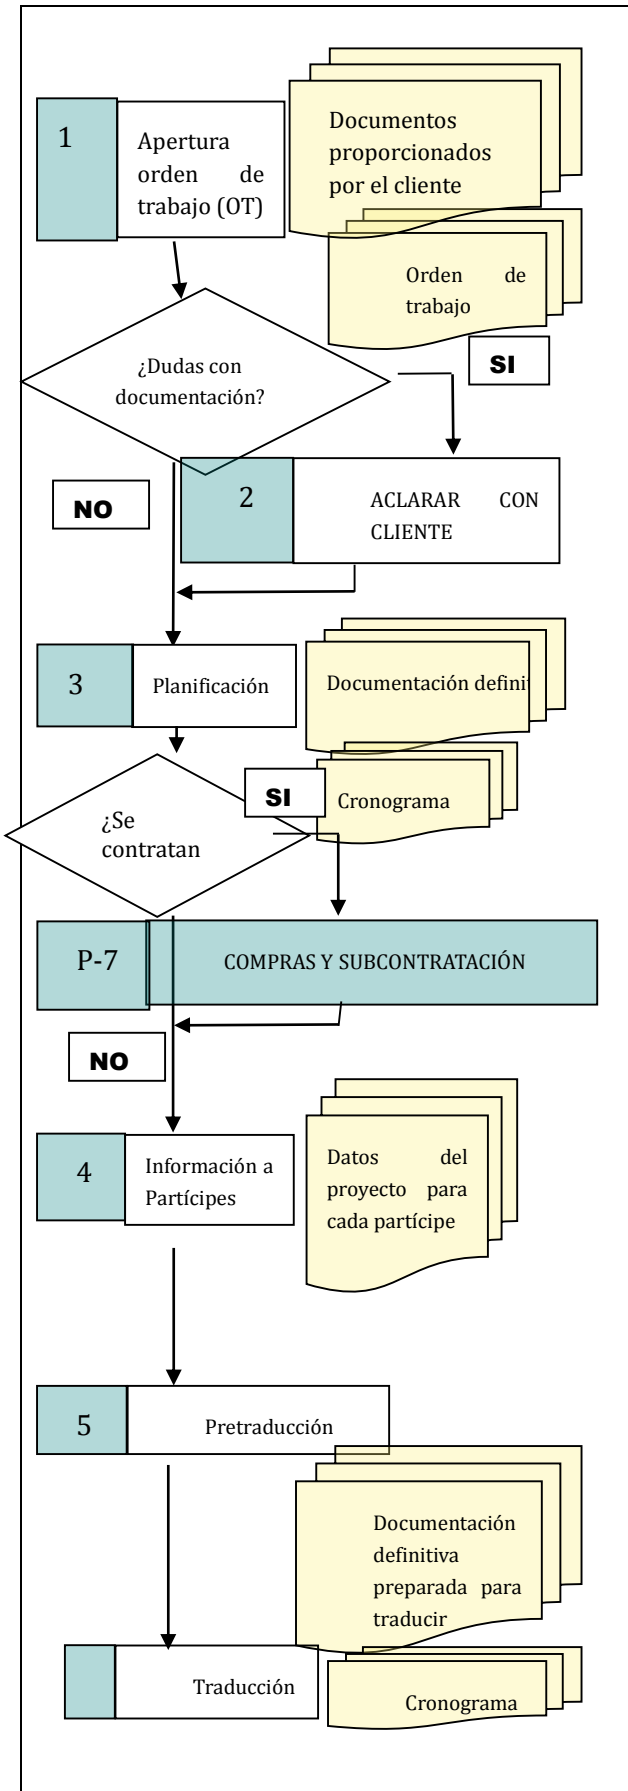 1
Apertura
orden de
trabajo (OT)
Documentos
proporcionados
por el cliente
Orden de
trabajo
¿Dudas con
documentación?
SI
NO
2
ACLARAR CON
CLIENTE
3
Planificación
Documentación defini
Cronograma
SI
¿Se
contratan
P-7
COMPRAS Y SUBCONTRATACIÓN
NO
4
Información a
Partícipes
Datos del
proyecto para
cada partícipe
5
Pretraducción
Documentación
definitiva
preparada para
traducir
Traducción
Cronograma